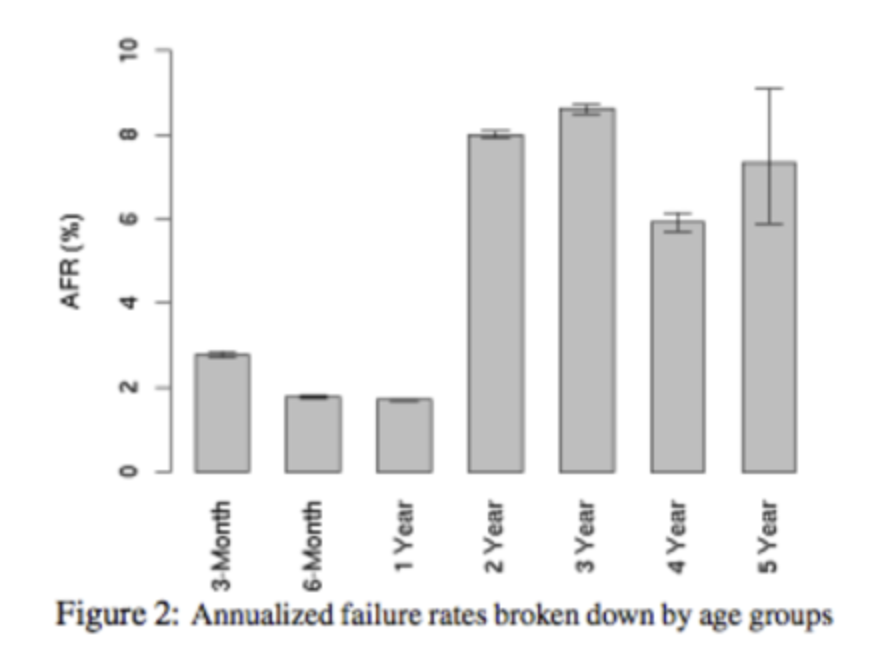 10
8
6
4
2
0
AFR (%)
3-Month
6-Month
1 Year
2 Year
3 Year
4 Year
5 Year
Figure 2: Annualized failure rates broken down by age groups